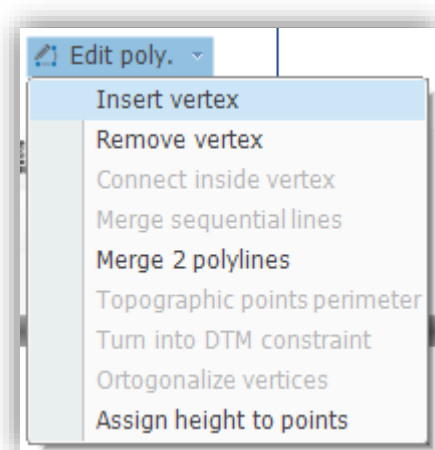 Edit poly.
Insert vertex
Remove vertex
Connect inside vertex
Merge sequential lines
Merge 2 polylines
Topographic points perimeter
Turn into DTM constraint
Ortogonalize vertices
Assign height to points